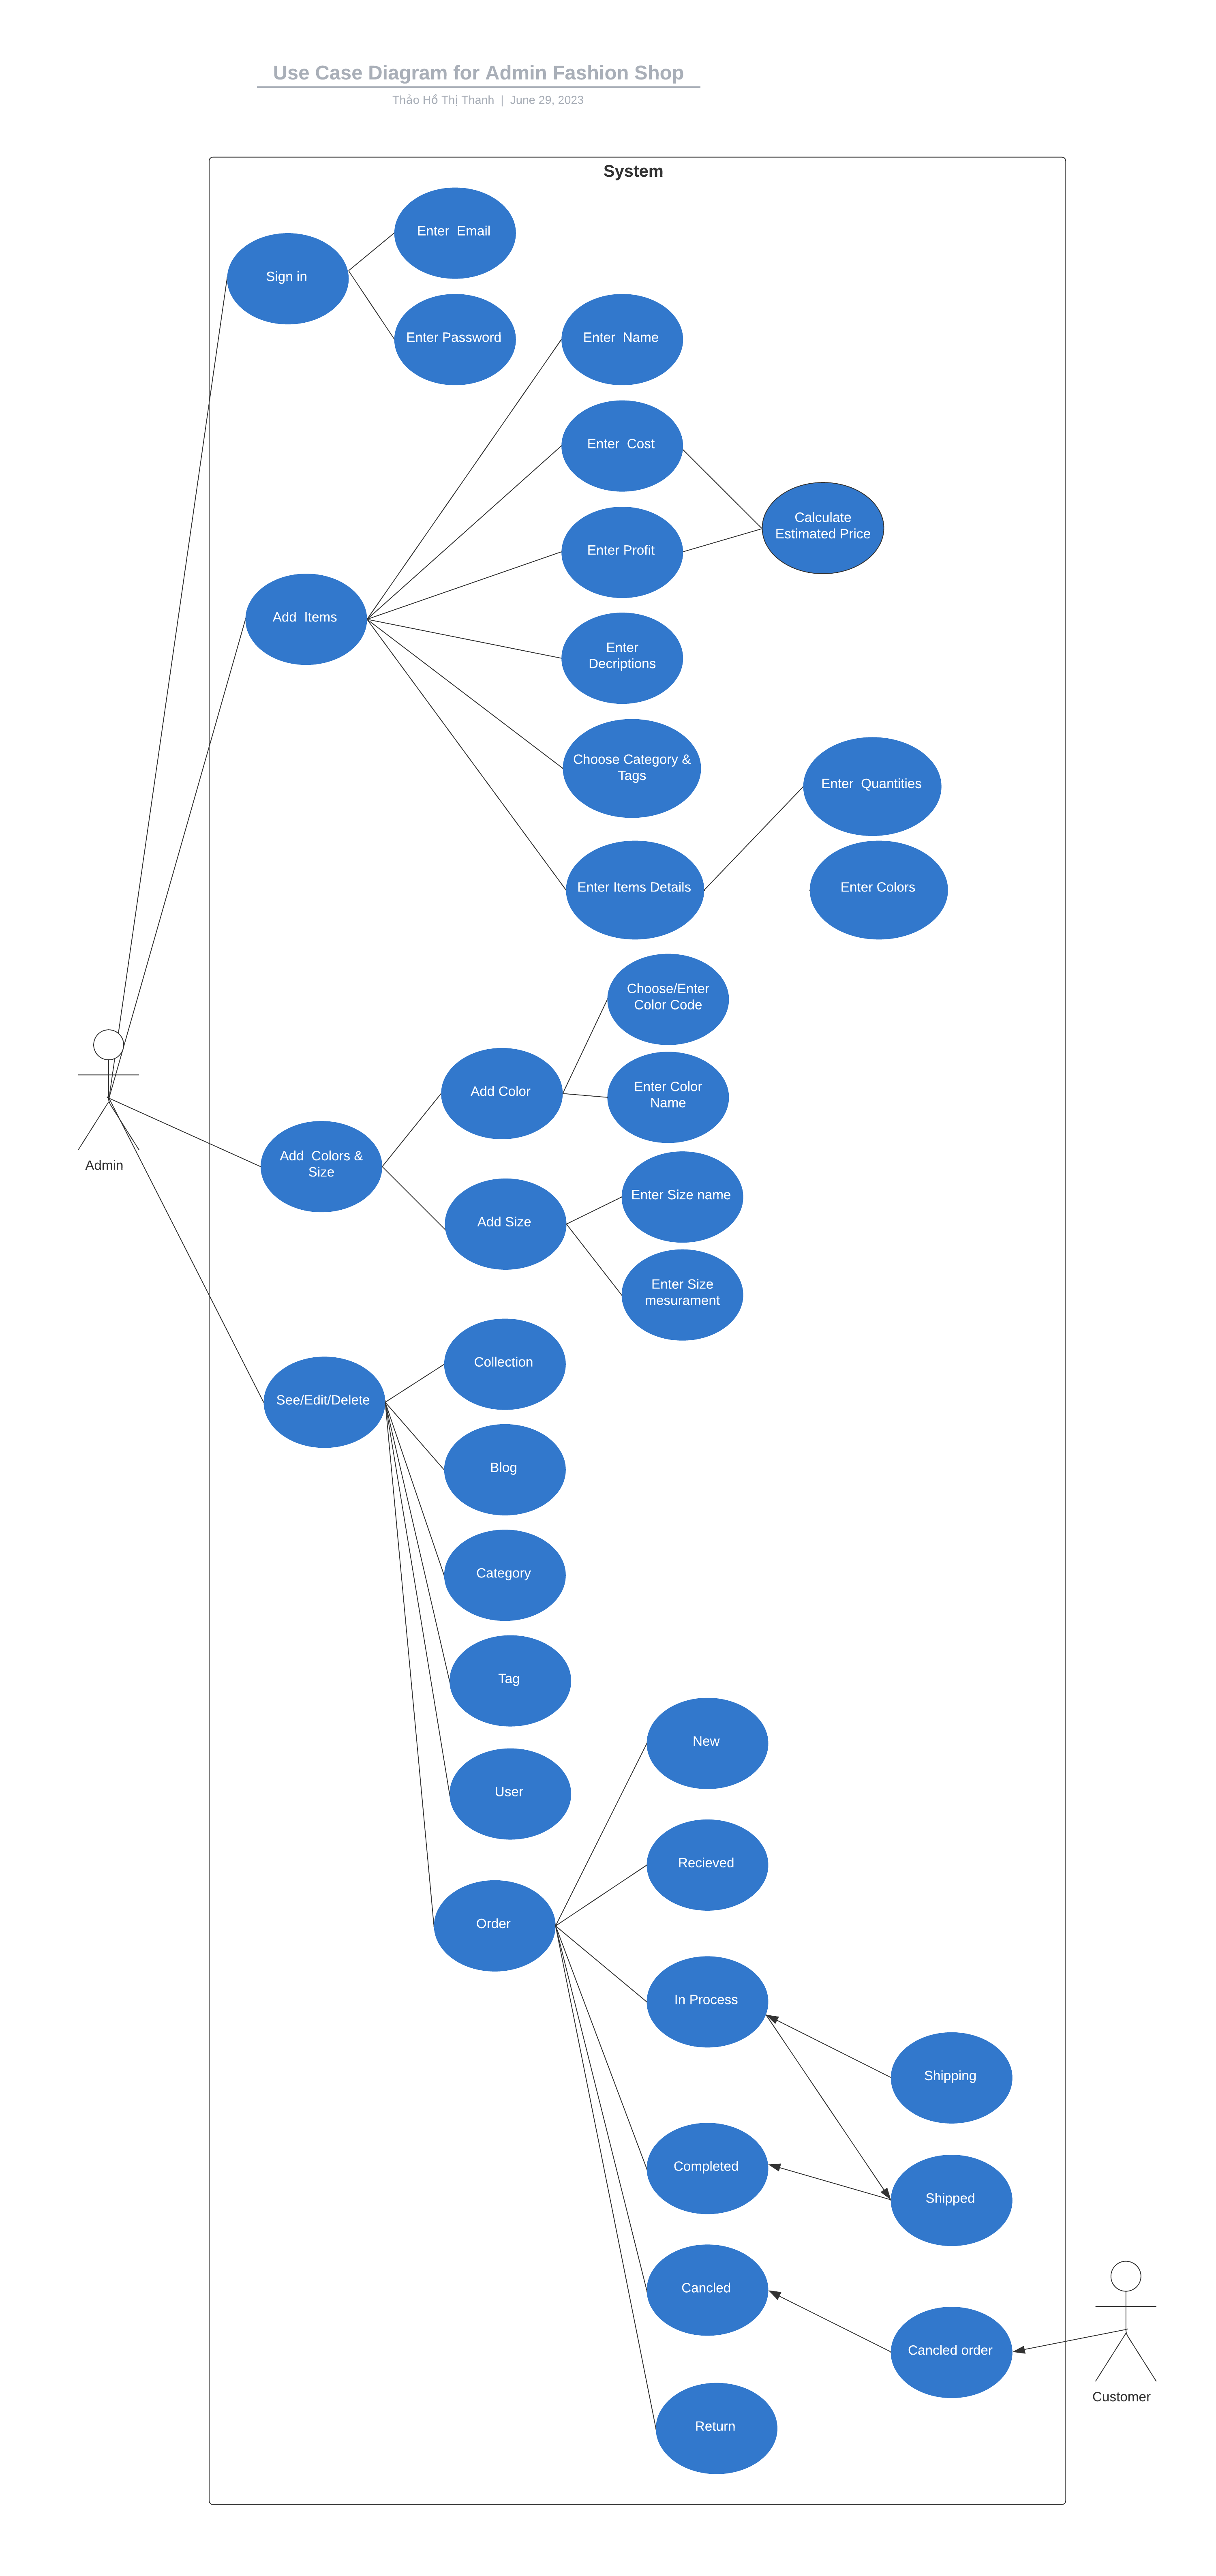 Use Case Diagram for Admin Fashion Shop
Thảo Hồ Thị Thanh | June 29, 2023
System
Enter Email
Sign in
Enter Password
Enter Name
Enter Cost
Calculate
Estimated Price
Enter Profit
Add Items
Enter
Decriptions
Choose Category &
Tags
Enter Quantities
Enter Items Details
Enter Colors
Choose/Enter
Color Code
Add Color
Enter Color
Name
Admin
Add Colors &
Size
Enter Size name
Add Size
Enter Size
mesurament
Collection
See/Edit/Delete
Blog
Category
Tag
New
User
Recieved
Order
In Process
Shipping
Completed
Shipped
Cancled
Cancled order
Customer
Return